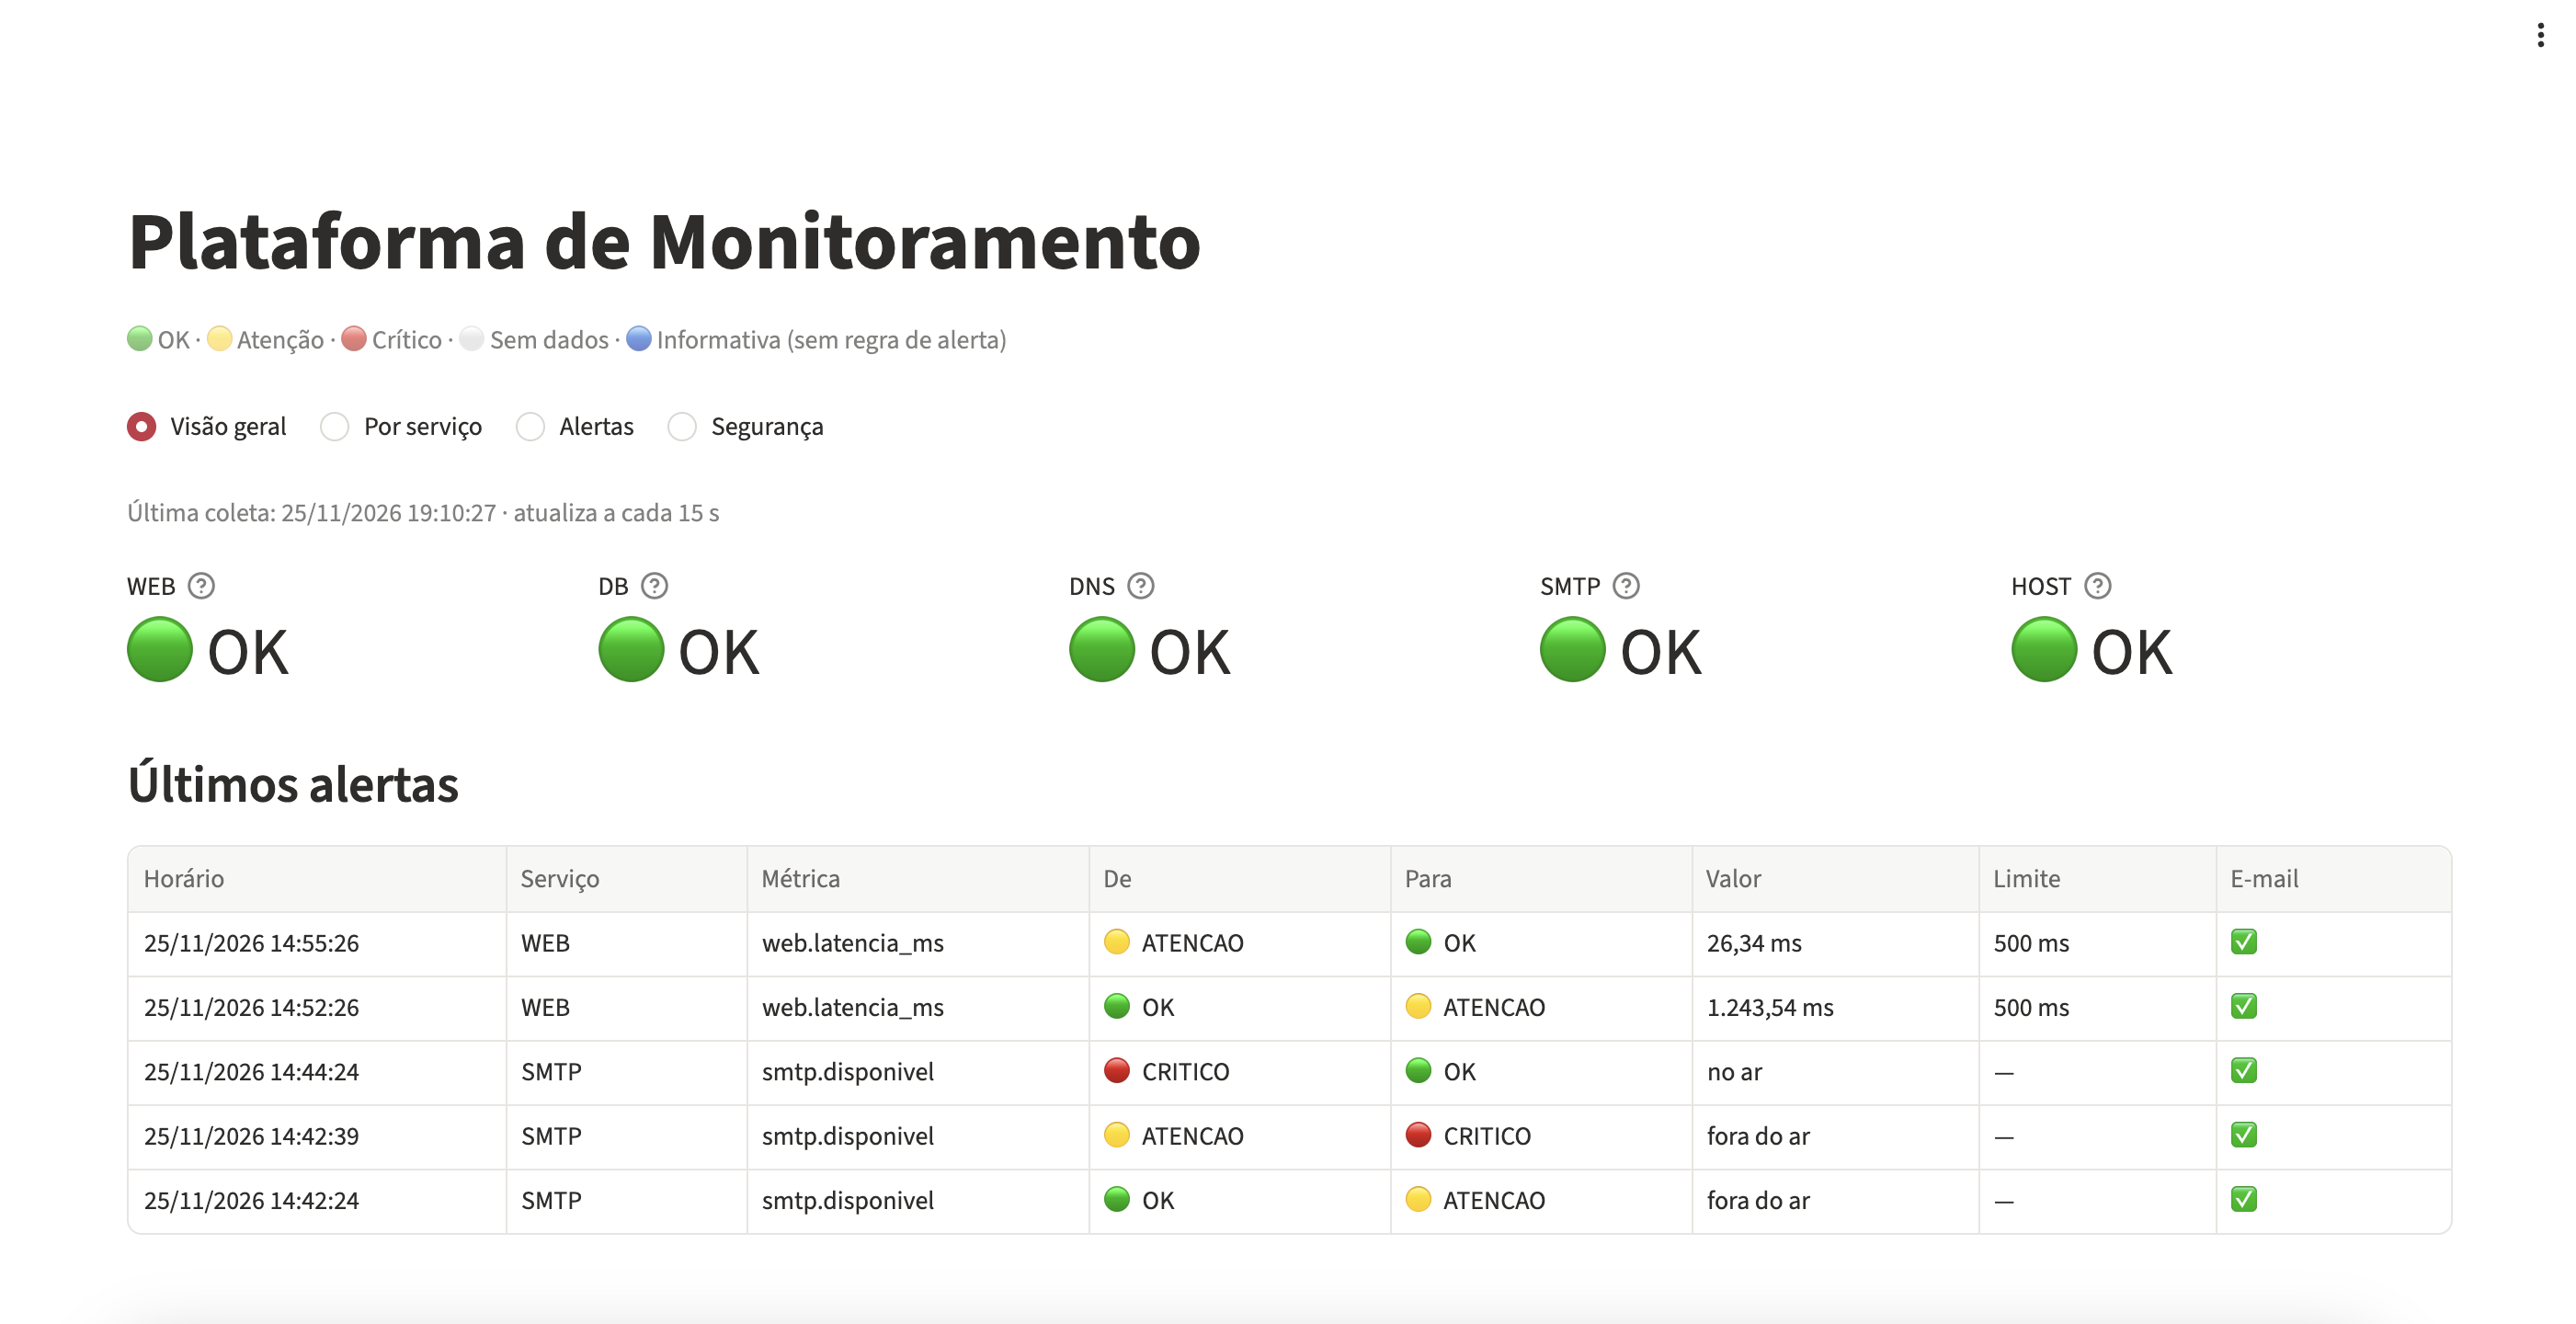 Plataforma de Monitoramento
OK · Atenção · Crítico · Sem dados · Informativa (sem regra de alerta)
Visão geral Por serviço Alertas Segurança
Última coleta: 25/11/2026 19:10:27 · atualiza a cada 15 s
WEB DB DNS SMTP HOST
OK OK OK OK OK
Últimos alertas
Horário Serviço Métrica De Para Valor Limite E-mail
25/11/2026 14:55:26 WEB web.latencia_ms ATENCAO OK 26,34 ms 500 ms
25/11/2026 14:52:26 WEB web.latencia_ms OK ATENCAO 1.243,54 ms 500 ms
25/11/2026 14:44:24 SMTP smtp.disponivel CRITICO OK no ar —
25/11/2026 14:42:39 SMTP smtp.disponivel ATENCAO CRITICO fora do ar —
25/11/2026 14:42:24 SMTP smtp.disponivel OK ATENCAO fora do ar —